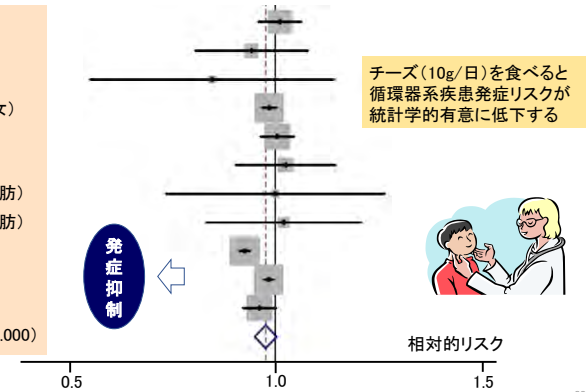 チーズ(10g/日)を食べると
循環器系疾患発症リスクが
統計学的有意に低下する
女)
肪)
肪)
発症抑制
.000)
相対的リスク
0.5
1.0
1.5